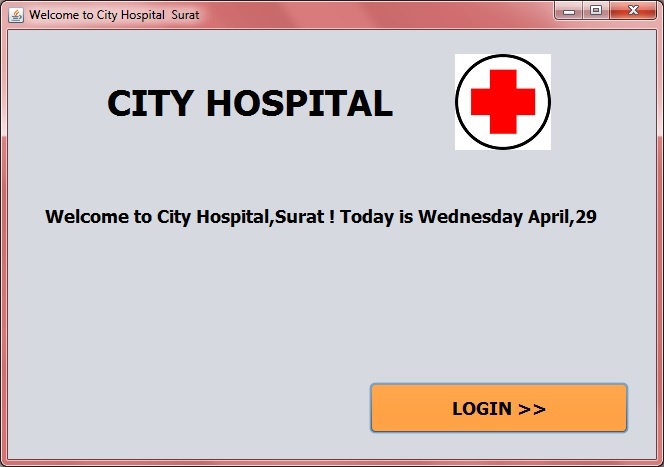 Welcome to City Hospital  Surat
CITY HOSPITAL
Welcome to City Hospital,Surat ! Today is Wednesday April,29
LOGIN >>